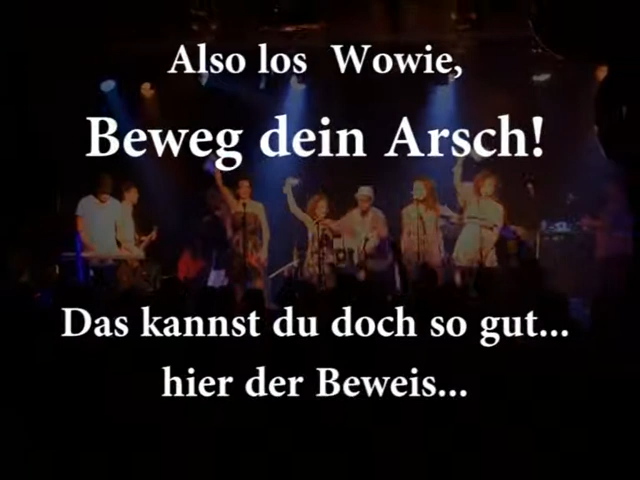 Also los Wowie,
Beweg dein Arsch!
Das kannst du doch so gut...
hier der Beweis...